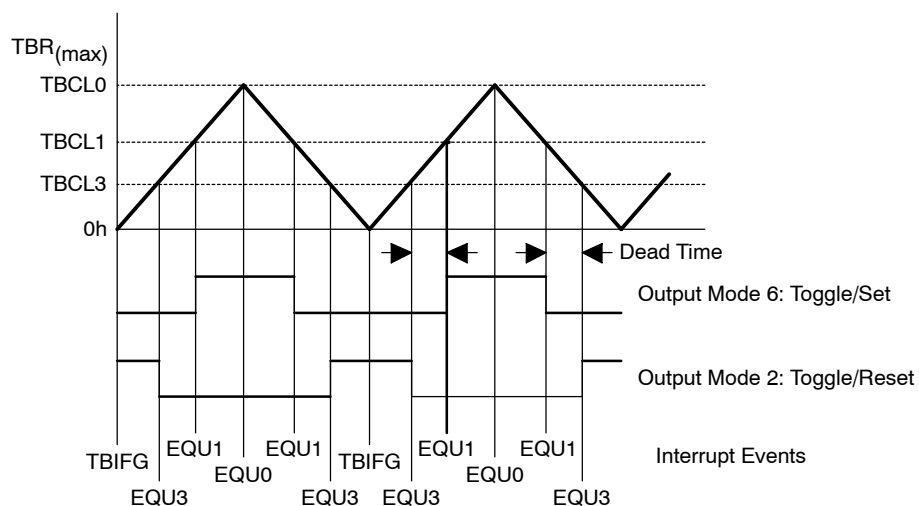 TBR(max)
TBCL0
TBCL1
TBCL3
0h
Dead Time
Output Mode 6: Toggle/Set
Output Mode 2: Toggle/Reset
EQU1 EQU1 EQU1 EQU1
TBIFG EQU0 TBIFG EQU0 Interrupt Events
EQU3 EQU3 EQU3 EQU3